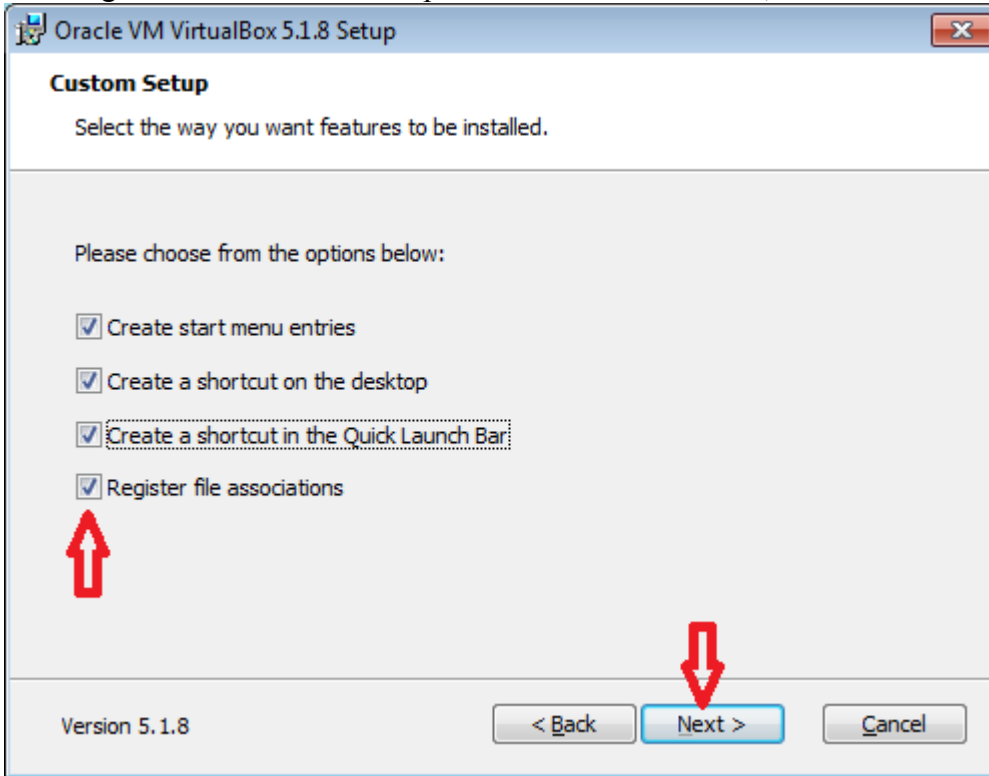 Oracle VM VirtualBox 5.1.8 Setup
Custom Setup
Select the way you want features to be installed.
Please choose from the options below:
Create start menu entries
Create a shortcut on the desktop
Create a shortcut in the Quick Launch Bar
Register file associations
Version 5.1.8
< Back Next > Cancel